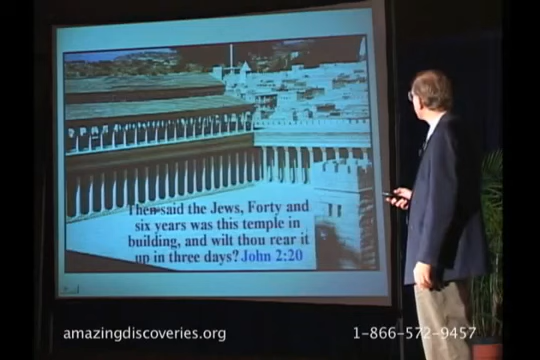 Then said the Jews, Forty and
six years was this temple in
building, and wilt thou rear it
up in three days? John 2:20
amazingdiscoveries.org
1-866-572-9457